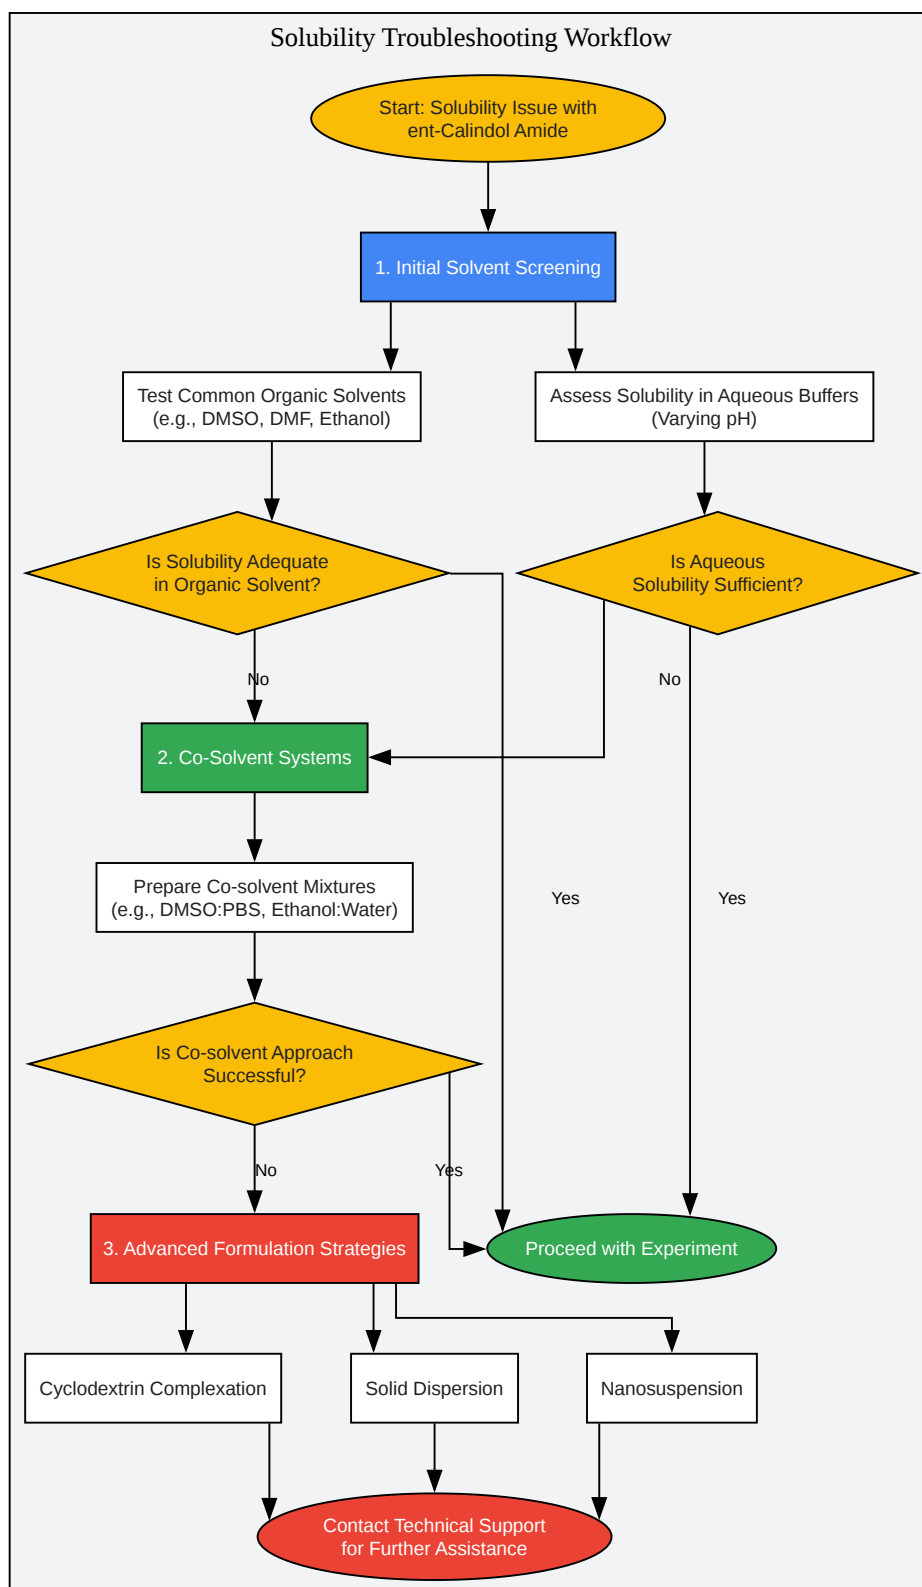 Solubility Troubleshooting Workflow
Start: Solubility Issue with
ent-Calindol Amide
1. Initial Solvent Screening
Test Common Organic Solvents
(e.g., DMSO, DMF, Ethanol)
Assess Solubility in Aqueous Buffers
(Varying pH)
Is Solubility Adequate
in Organic Solvent?
Is Aqueous
Solubility Sufficient?
No
No
2. Co-Solvent Systems
Prepare Co-solvent Mixtures
(e.g., DMSO:PBS, Ethanol:Water)
Yes
Yes
Is Co-solvent Approach
Successful?
No
Yes
3. Advanced Formulation Strategies
Proceed with Experiment
Cyclodextrin Complexation
Solid Dispersion
Nanosuspension
Contact Technical Support
for Further Assistance